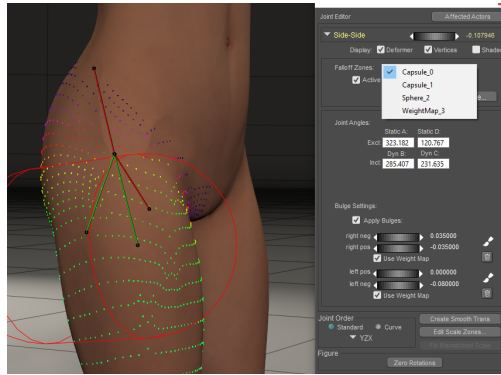 Joint Editor Affected Actors
Side-Side -0.107946
Display: Deformer Vertices Shaded
Falloff Zones: Capsule_0
Active Capsule_1
Sphere_2
WeightMap_3
Joint Angles:
Static A: Static D:
Excl: 323.182 120.767
Dyn B: Dyn C:
Incl: 285.407 231.635
Bulge Settings:
Apply Bulges:
right neg 0.035000
right pos -0.035000
Use Weight Map
left pos 0.000000
left neg -0.080000
Use Weight Map
Joint Order Create Smooth Trans
Standard Curve Edit Scale Zones...
YZX
Figure
Zero Rotations